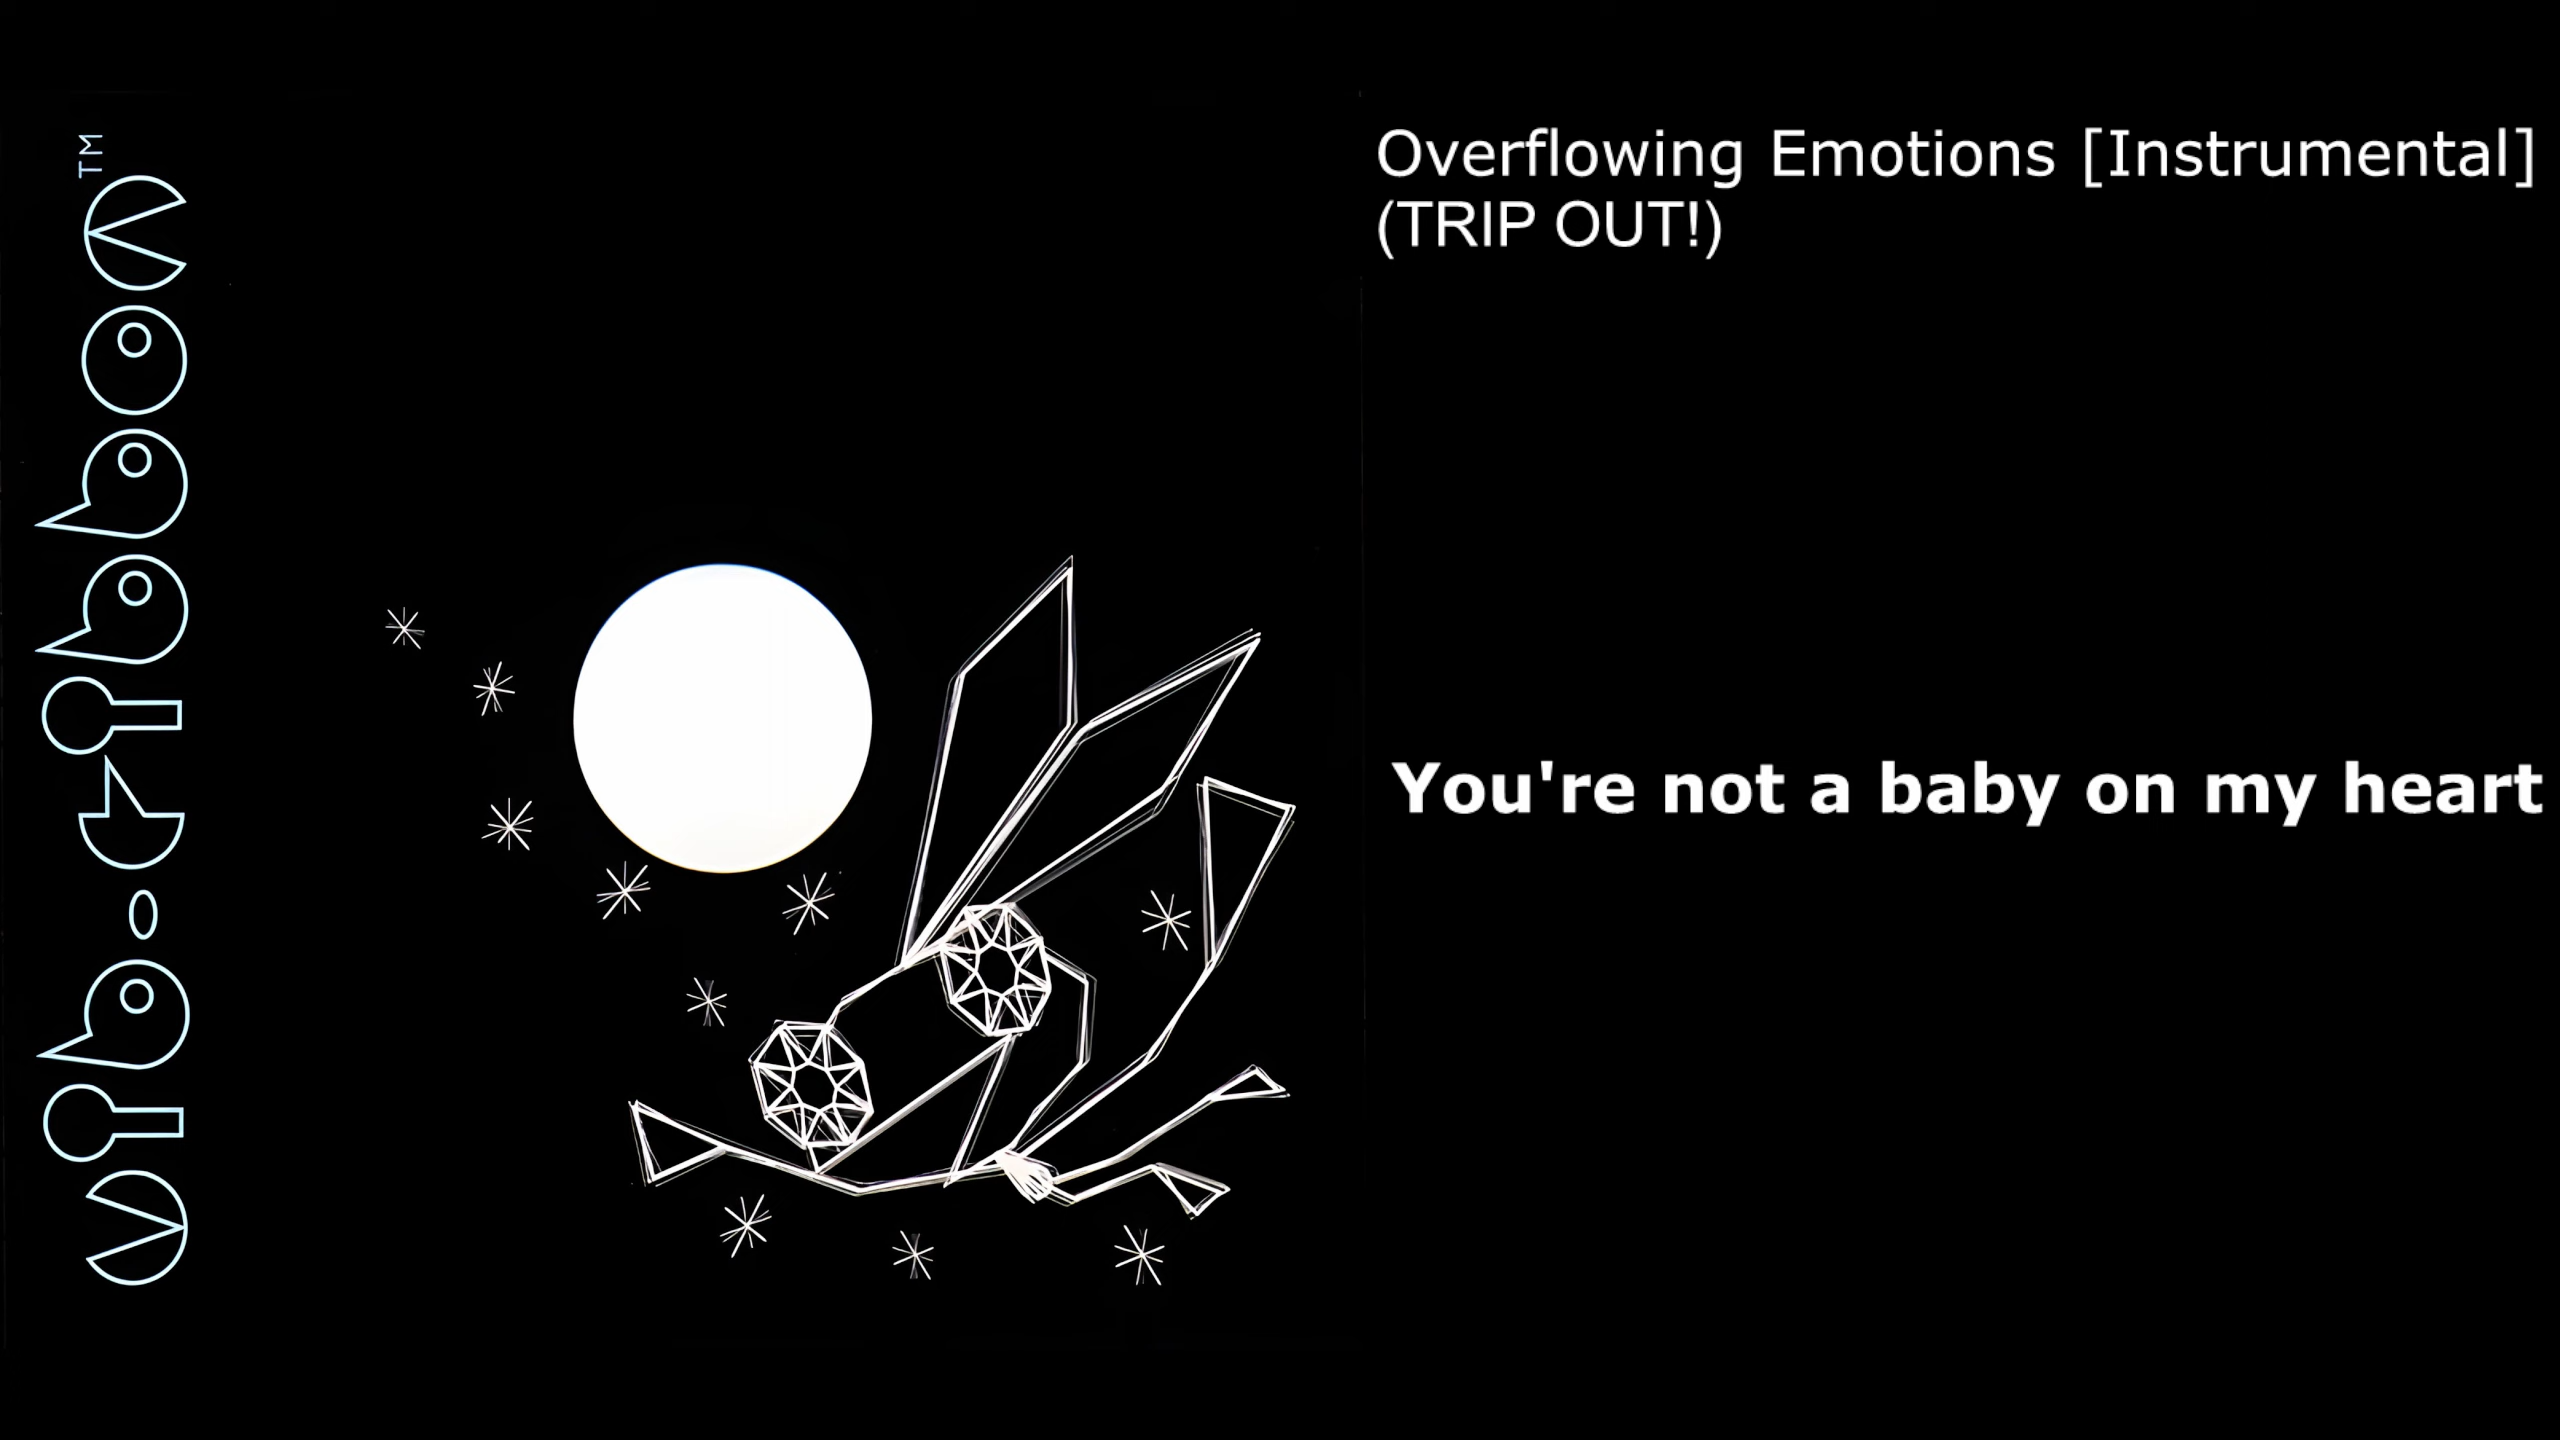 vib-ribbon™
Overflowing Emotions [Instrumental]
(TRIP OUT!)
You're not a baby on my heart